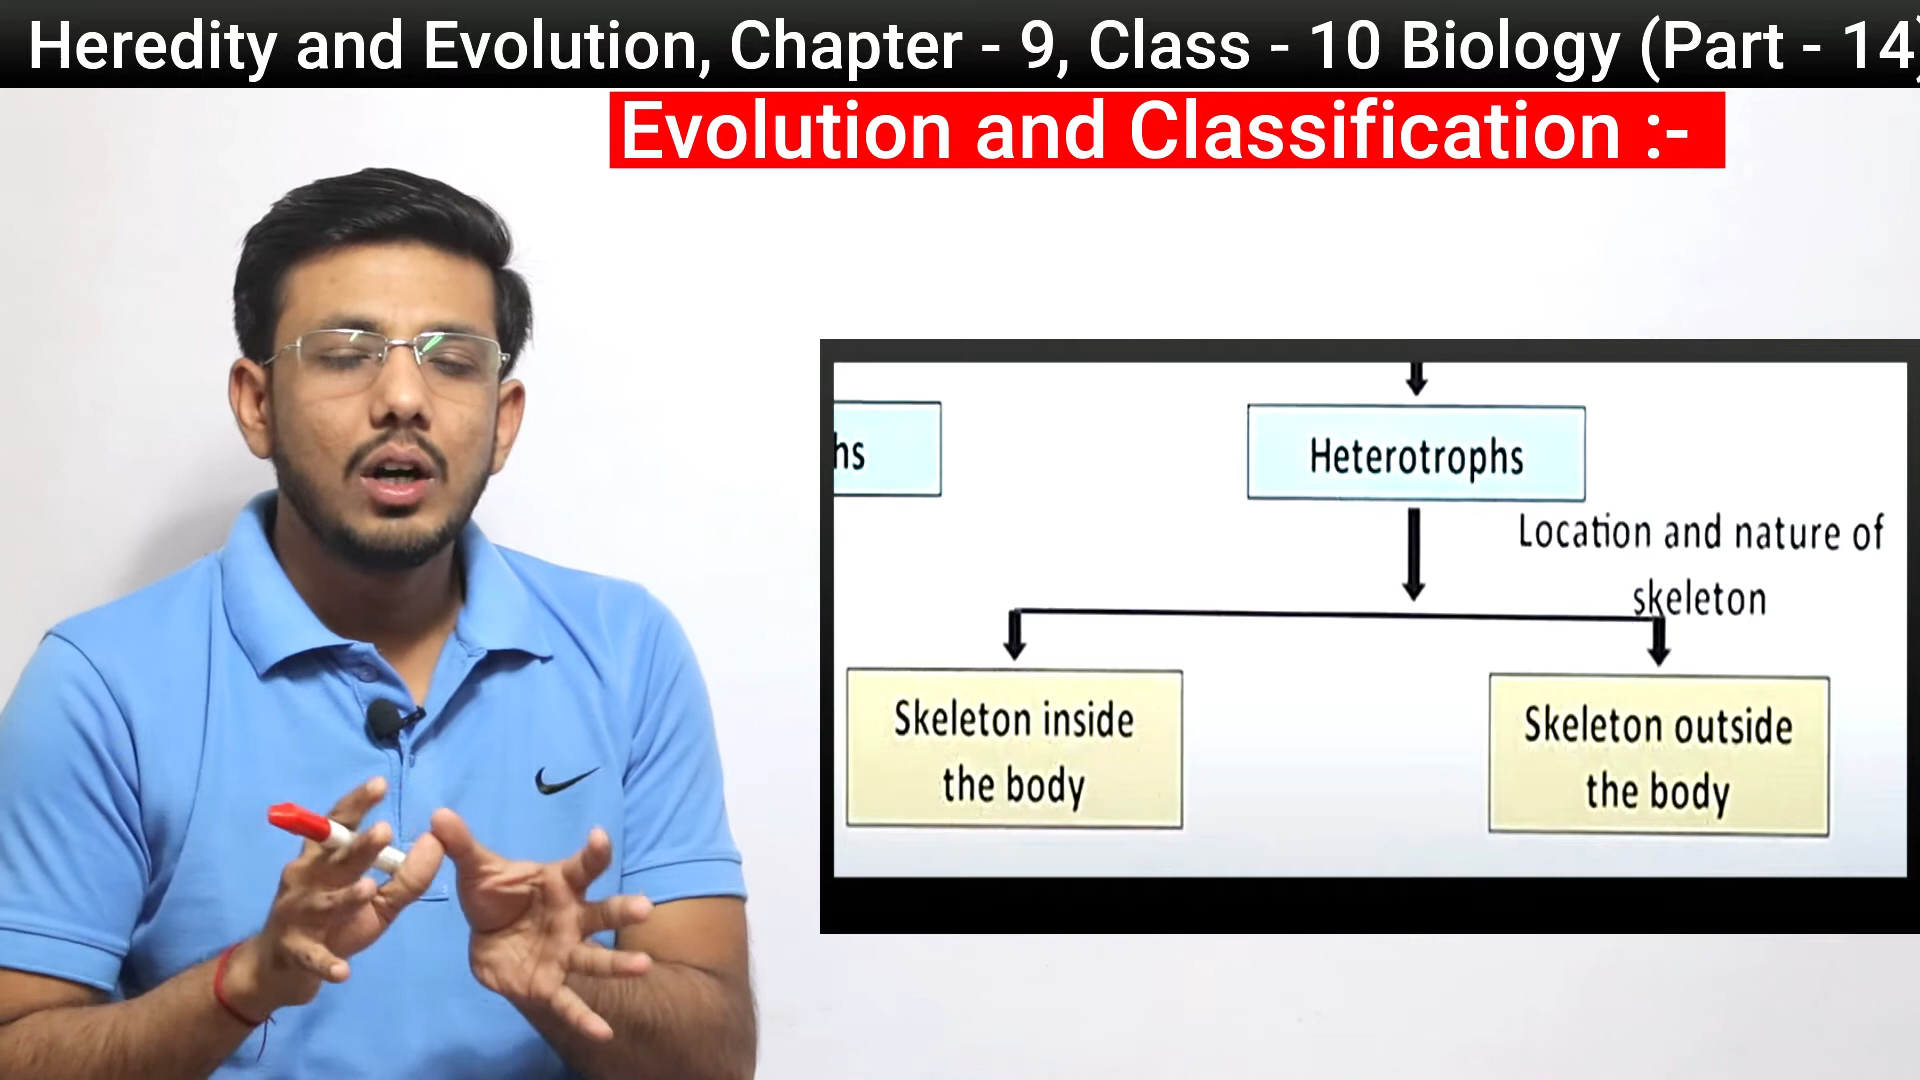 Heredity and Evolution, Chapter - 9, Class - 10 Biology (Part - 14)
Evolution and Classification :-
hs
Heterotrophs
Location and nature of
skeleton
Skeleton inside
the body
Skeleton outside
the body